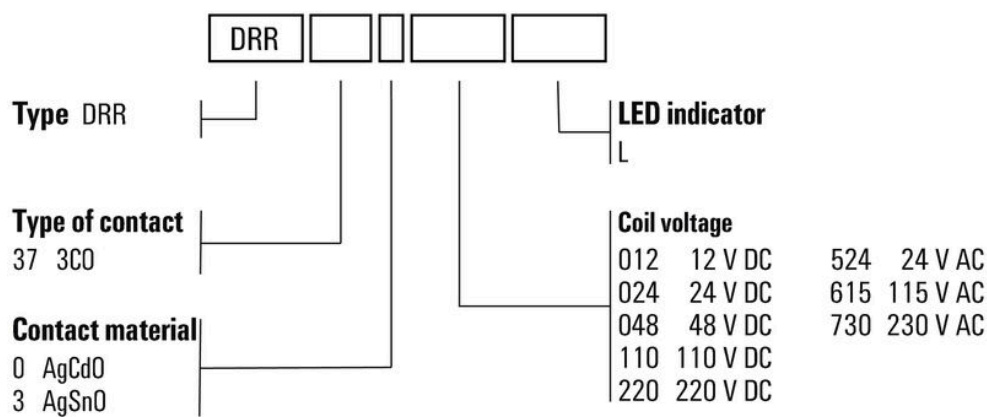 DRR
Type DRR
LED indicator
L
Type of contact
37 3CO
Contact material
0 AgCdO
3 AgSnO
Coil voltage
012 12 V DC 524 24 V AC
024 24 V DC 615 115 V AC
048 48 V DC 730 230 V AC
110 110 V DC
220 220 V DC